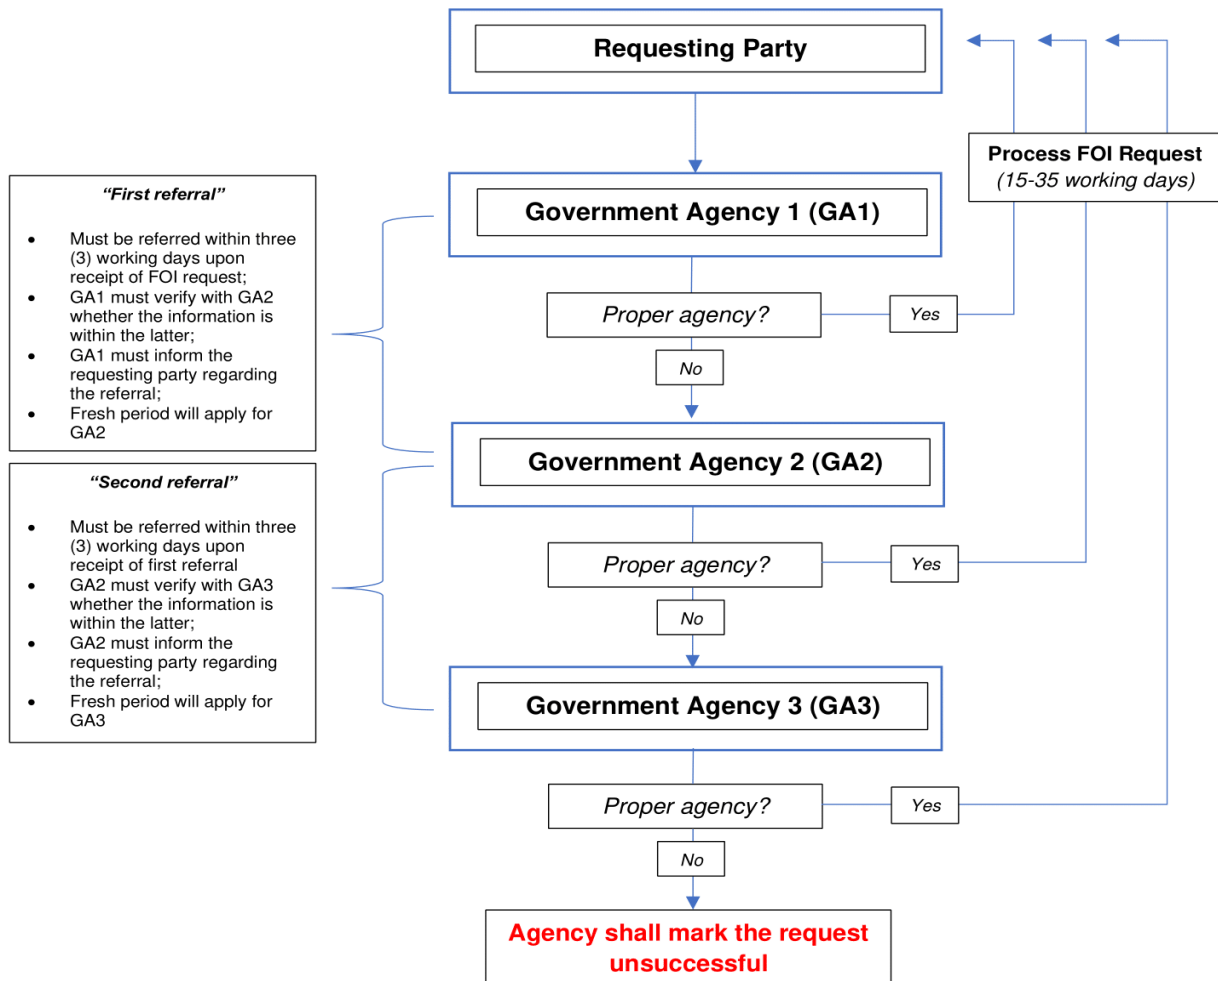 Requesting Party
Process FOI Request
(15-35 working days)
“First referral”
• Must be referred within three
(3) working days upon
receipt of FOI request;
• GA1 must verify with GA2
whether the information is
within the latter;
• GA1 must inform the
requesting party regarding
the referral;
• Fresh period will apply for
GA2
Government Agency 1 (GA1)
Proper agency?
Yes
No
Government Agency 2 (GA2)
“Second referral”
• Must be referred within three
(3) working days upon
receipt of first referral
• GA2 must verify with GA3
whether the information is
within the latter;
• GA2 must inform the
requesting party regarding
the referral;
• Fresh period will apply for
GA3
Proper agency?
Yes
No
Government Agency 3 (GA3)
Proper agency?
Yes
No
Agency shall mark the request
unsuccessful